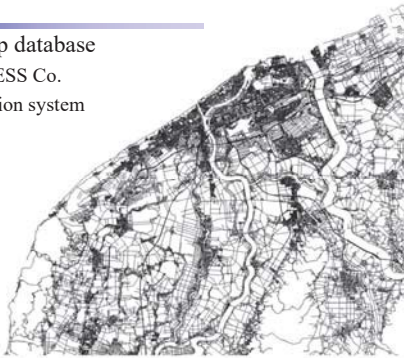 p database
ESS Co.
ion system